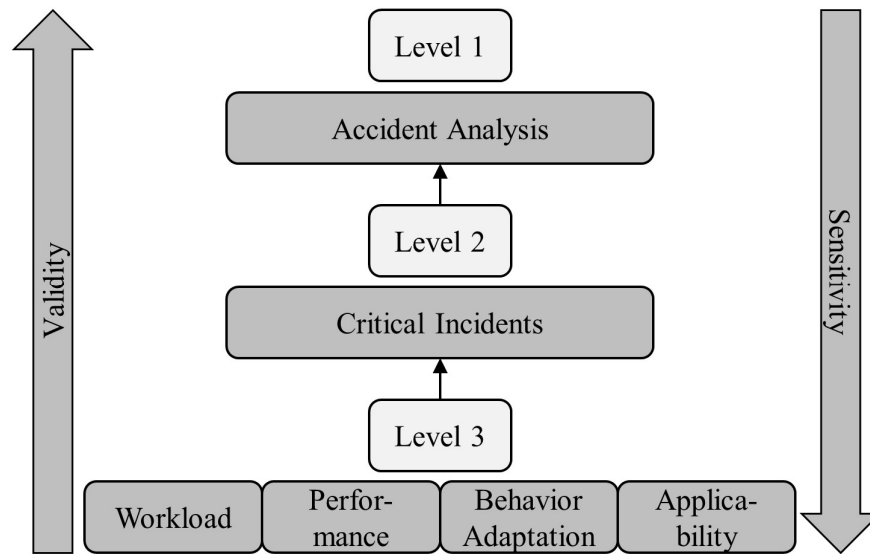 Level 1
Accident Analysis
Level 2
Validity
Sensitivity
Critical Incidents
Level 3
Workload
Perfor-
mance
Behavior
Adaptation
Applica-
bility